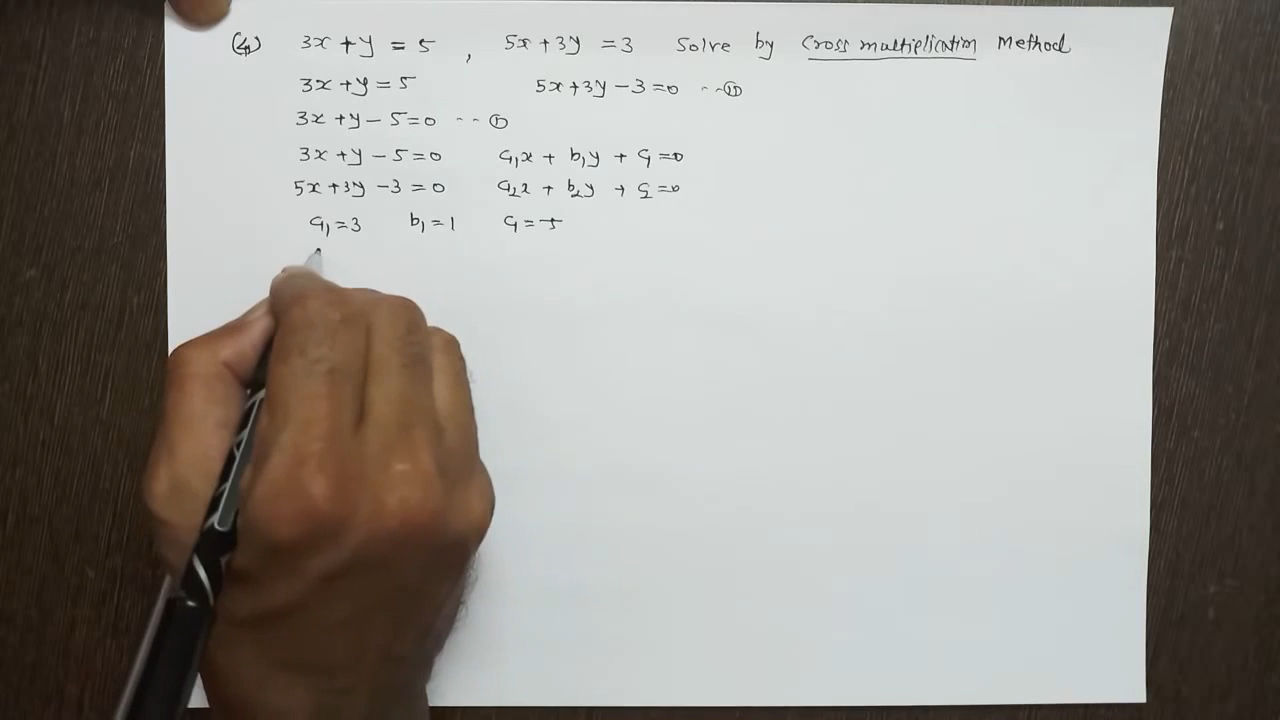 (4) 3x + y = 5 , 5x + 3y = 3 Solve by Cross multiplication Method
3x + y = 5 5x + 3y - 3 = 0 --- (II)
3x + y - 5 = 0 --- (I)
3x + y - 5 = 0 a₁x + b₁y + c₁ = 0
5x + 3y - 3 = 0 a₂x + b₂y + c₂ = 0
a₁ = 3 b₁ = 1 c₁ = -5